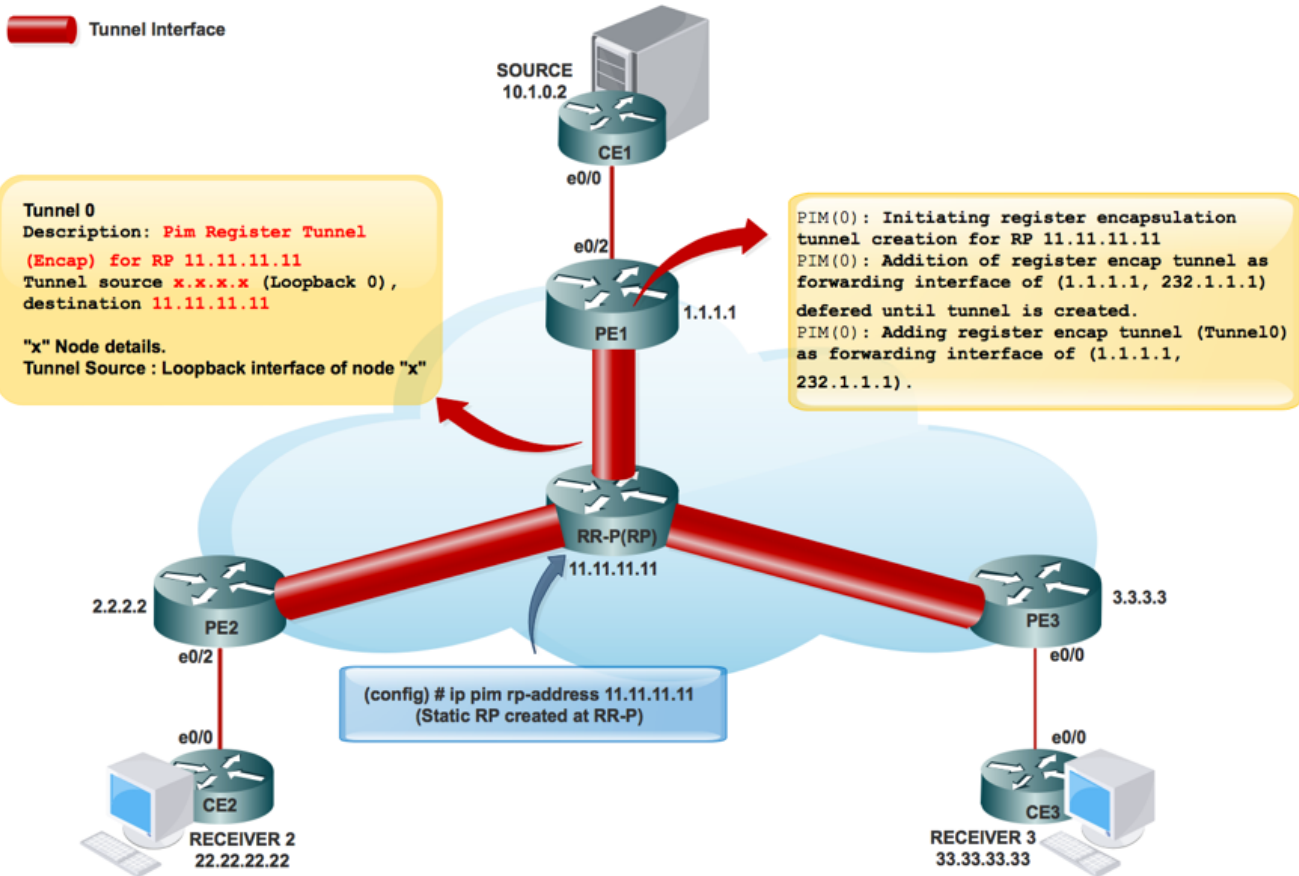 Tunnel Interface
SOURCE
10.1.0.2
CE1
e0/0
Tunnel 0
Description: Pim Register Tunnel
(Encap) for RP 11.11.11.11
Tunnel source x.x.x.x (Loopback 0),
destination 11.11.11.11
"x" Node details.
Tunnel Source : Loopback interface of node "x"
PIM(0): Initiating register encapsulation
tunnel creation for RP 11.11.11.11
PIM(0): Addition of register encap tunnel as
forwarding interface of (1.1.1.1, 232.1.1.1)
defered until tunnel is created.
PIM(0): Adding register encap tunnel (Tunnel0)
as forwarding interface of (1.1.1.1,
232.1.1.1).
e0/2
1.1.1.1
PE1
RR-P(RP)
11.11.11.11
2.2.2.2
PE2
e0/2
3.3.3.3
PE3
e0/0
(config) # ip pim rp-address 11.11.11.11
(Static RP created at RR-P)
e0/0
CE2
RECEIVER 2
22.22.22.22
e0/0
CE3
RECEIVER 3
33.33.33.33